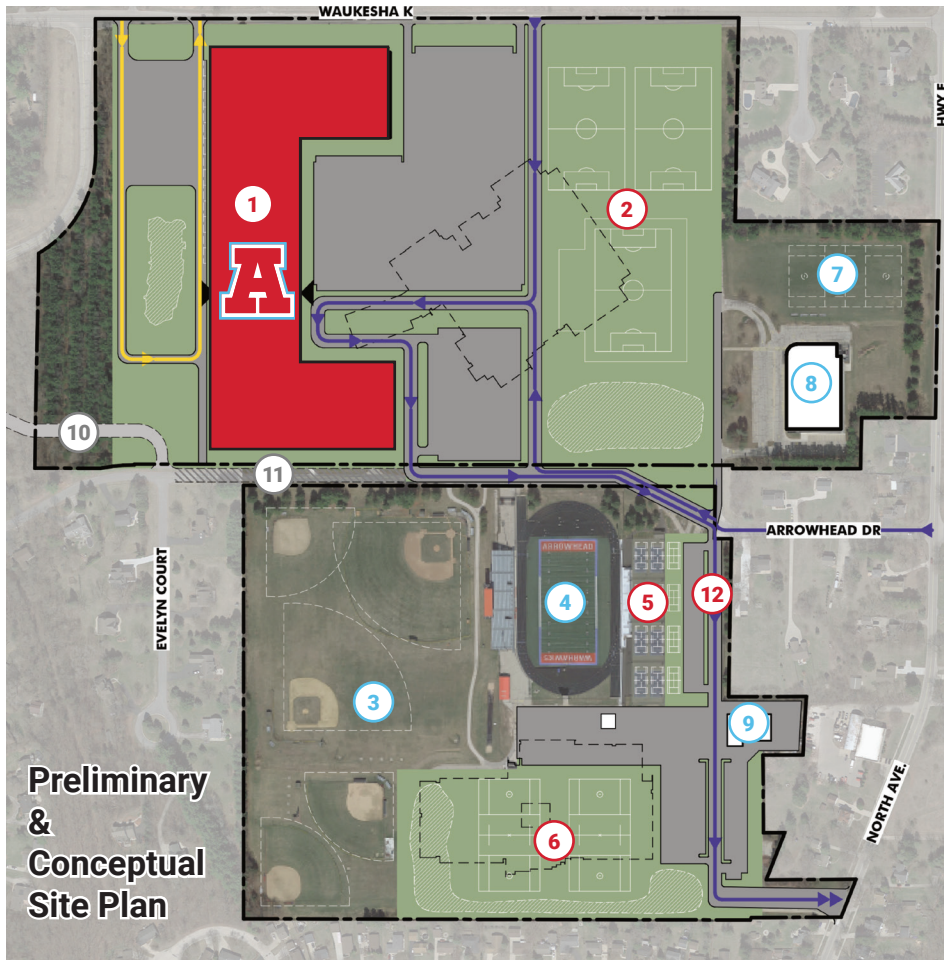 WAUKESHA K
HWY E
1
2
A
7
8
10
11
ARROWHEAD DR
ARROWHEAD
EVELYN COURT
4
5
12
WARHAWKS
3
9
NORTH AVE.
Preliminary
&
Conceptual
Site Plan
6